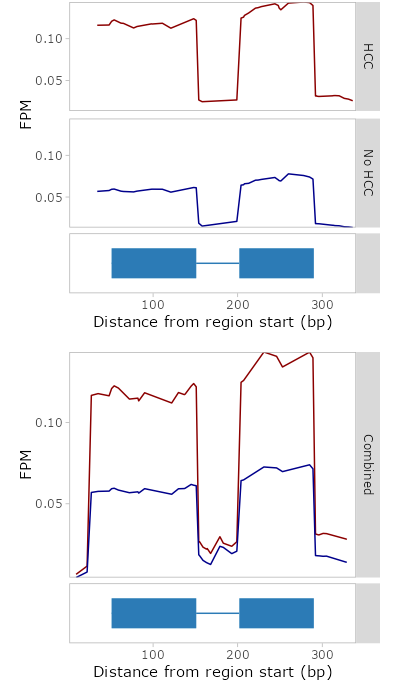 0.10
0.05
HCC
FPM
0.10
0.05
No HCC
100 200 300
Distance from region start (bp)
0.10
0.05
FPM
Combined
100 200 300
Distance from region start (bp)